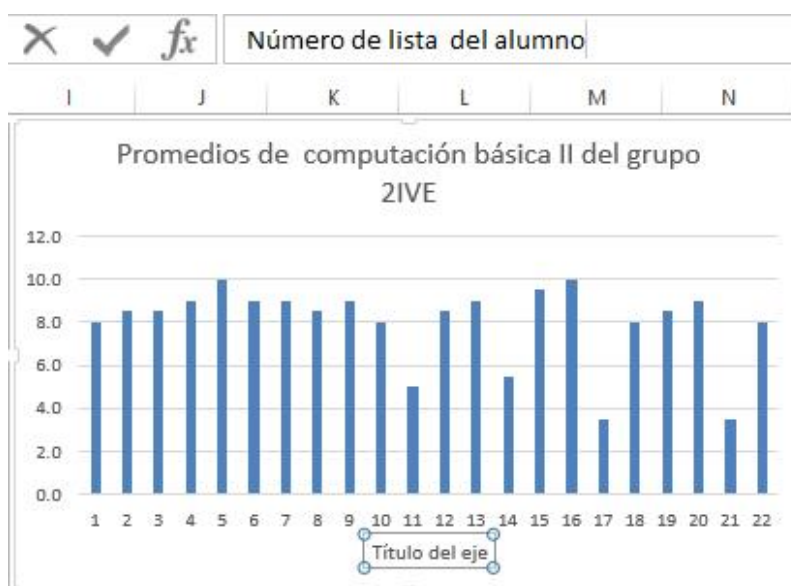 fx Número de lista del alumno
I J K L M N
Promedios de computación básica II del grupo
2IVE
12.0
10.0
8.0
6.0
4.0
2.0
0.0
1 2 3 4 5 6 7 8 9 10 11 12 13 14 15 16 17 18 19 20 21 22
Título del eje